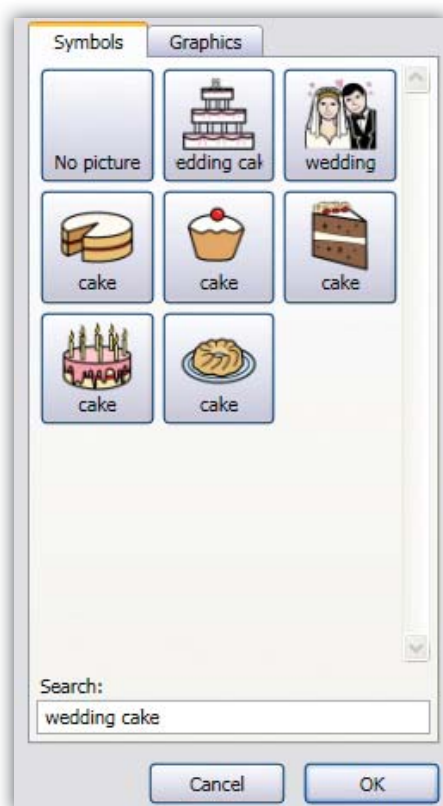 Symbols Graphics
No picture edding cak wedding
cake cake cake
cake cake
Search:
wedding cake
Cancel OK